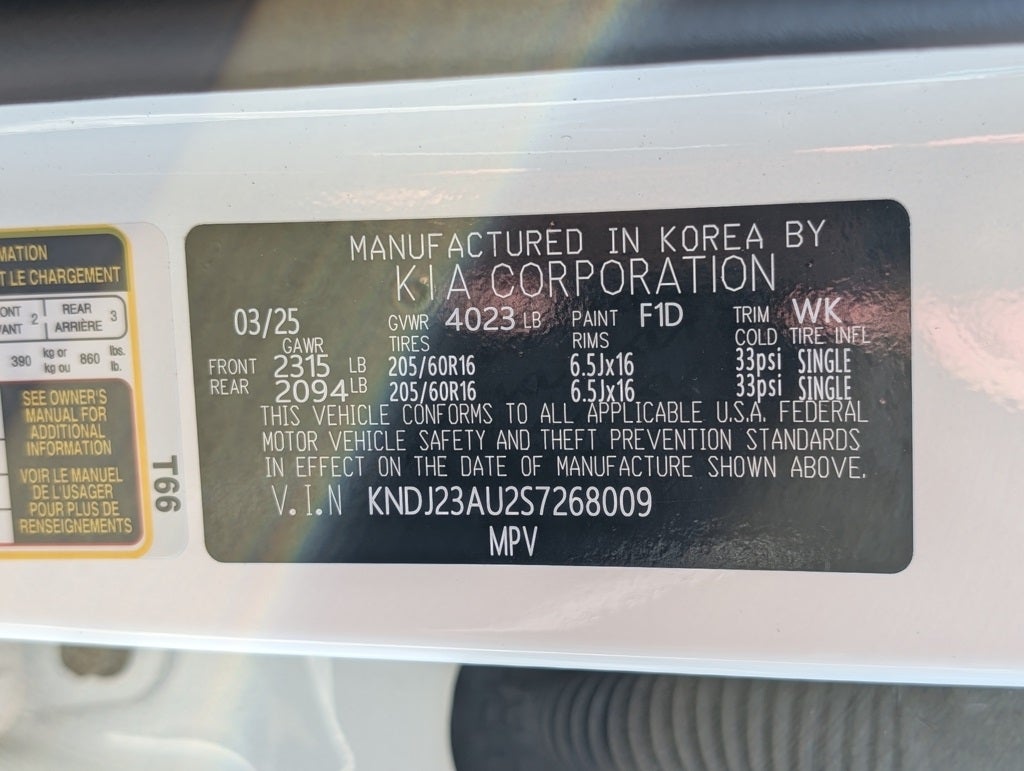 MATION
T LE CHARGEMENT
ONT 2 REAR 3
ANT ARRIÈRE
390 kg or 860 lbs.
kg ou lb.
SEE OWNER'S
MANUAL FOR
ADDITIONAL
INFORMATION
VOIR LE MANUEL
DE L'USAGER
POUR PLUS DE
RENSEIGNEMENTS
T66
MANUFACTURED IN KOREA BY
KIA CORPORATION
03/25 GVWR 4023 LB PAINT F1D TRIM WK
GAWR TIRES RIMS COLD TIRE INFL
FRONT 2315 LB 205/60R16 6.5Jx16 33psi SINGLE
REAR 2094 LB 205/60R16 6.5Jx16 33psi SINGLE
THIS VEHICLE CONFORMS TO ALL APPLICABLE U.S.A. FEDERAL
MOTOR VEHICLE SAFETY AND THEFT PREVENTION STANDARDS
IN EFFECT ON THE DATE OF MANUFACTURE SHOWN ABOVE.
V.I.N KNDJ23AU2S7268009
MPV